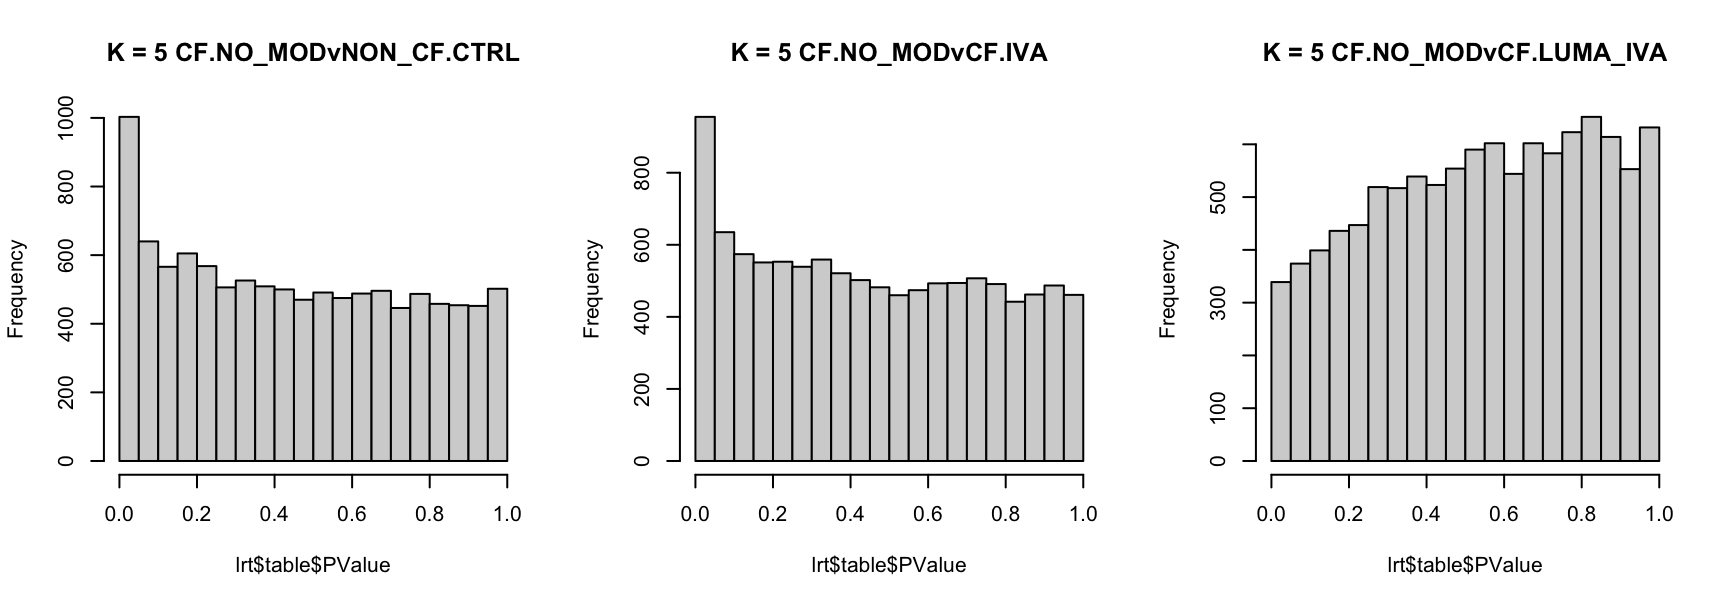 K = 5 CF.NO_MODvNON_CF.CTRL
Frequency
1000
800
600
400
200
0
0.0 0.2 0.4 0.6 0.8 1.0
lrt$table$PValue
K = 5 CF.NO_MODvCF.IVA
Frequency
800
600
400
200
0
0.0 0.2 0.4 0.6 0.8 1.0
lrt$table$PValue
K = 5 CF.NO_MODvCF.LUMA_IVA
Frequency
500
300
100
0
0.0 0.2 0.4 0.6 0.8 1.0
lrt$table$PValue